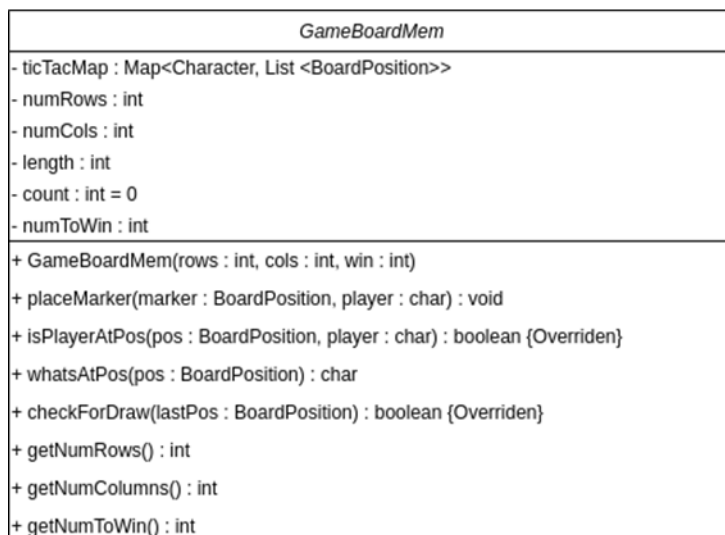 GameBoardMem
- ticTacMap : Map<Character, List <BoardPosition>>
- numRows : int
- numCols : int
- length : int
- count : int = 0
- numToWin : int
+ GameBoardMem(rows : int, cols : int, win : int)
+ placeMarker(marker : BoardPosition, player : char) : void
+ isPlayerAtPos(pos : BoardPosition, player : char) : boolean {Overriden}
+ whatsAtPos(pos : BoardPosition) : char
+ checkForDraw(lastPos : BoardPosition) : boolean {Overriden}
+ getNumRows() : int
+ getNumColumns() : int
+ getNumToWin() : int